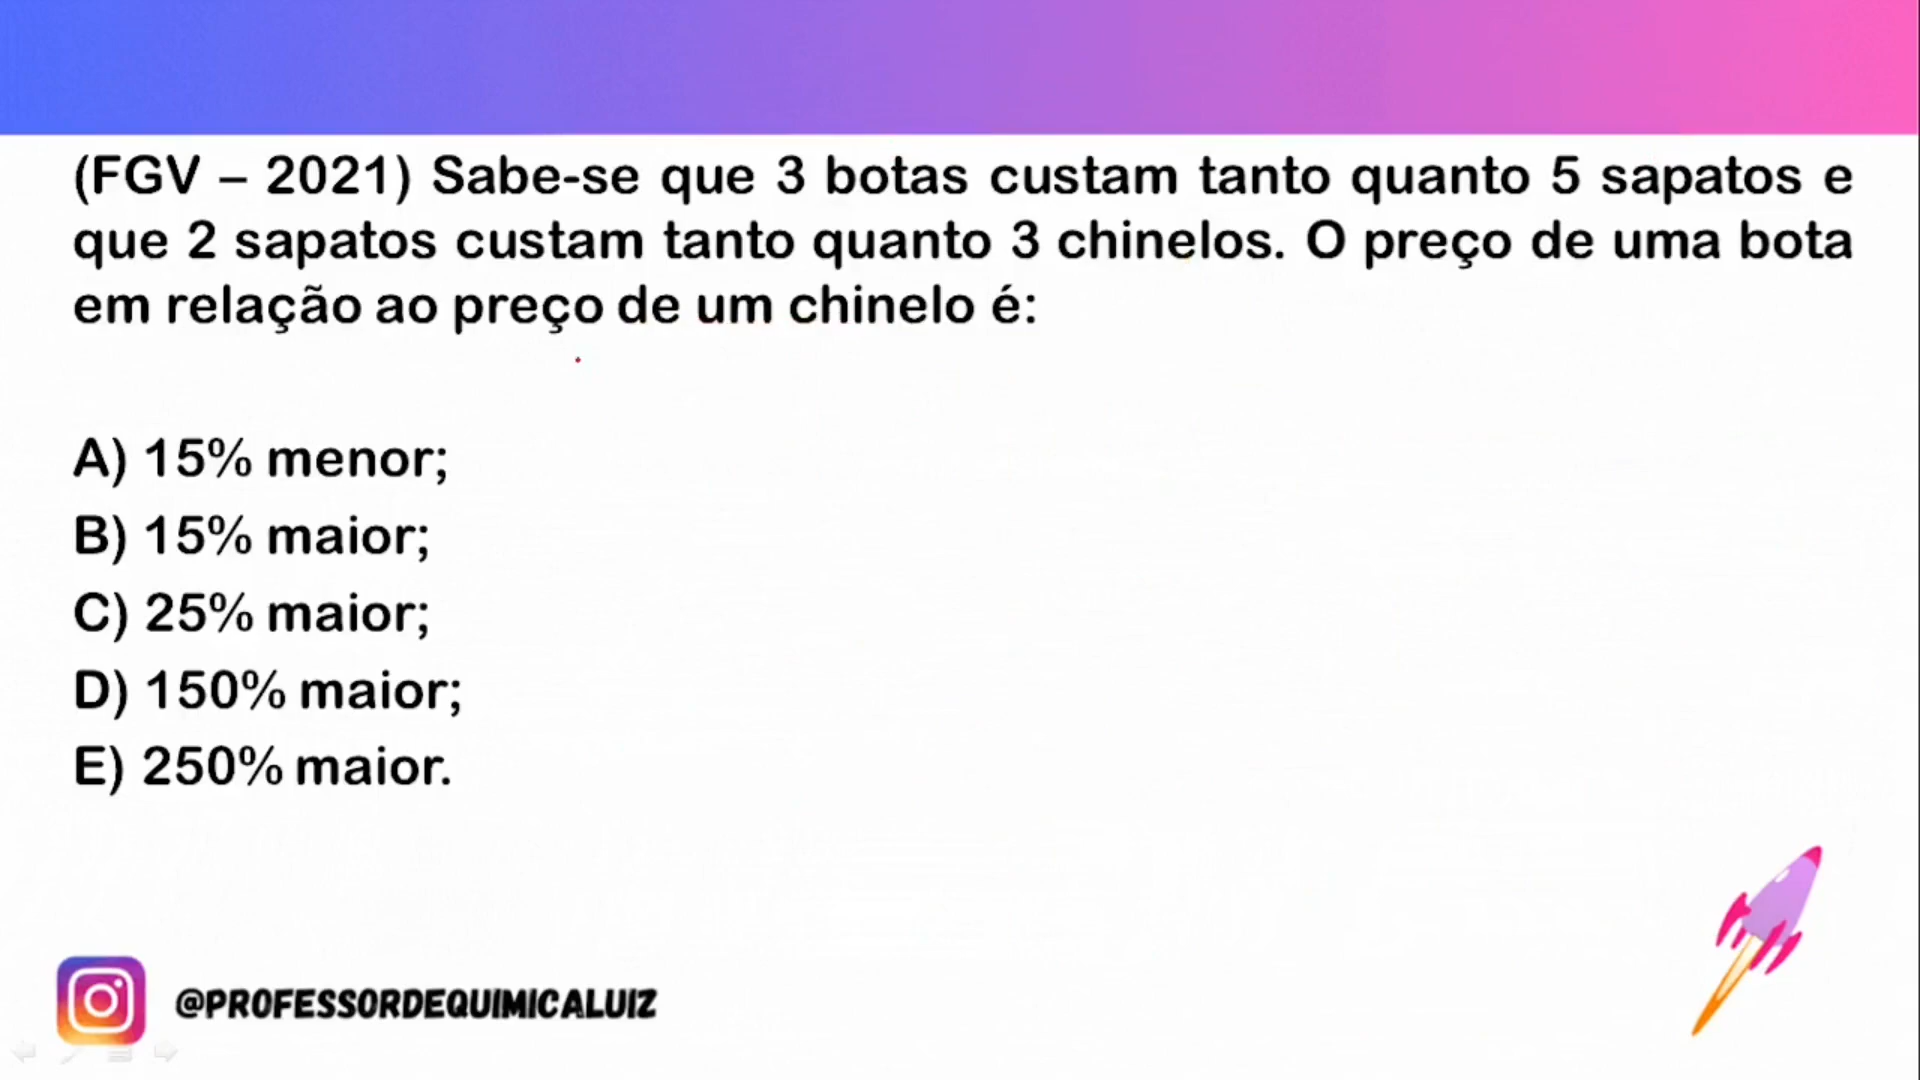 (FGV – 2021) Sabe-se que 3 botas custam tanto quanto 5 sapatos e
que 2 sapatos custam tanto quanto 3 chinelos. O preço de uma bota
em relação ao preço de um chinelo é:
A) 15% menor;
B) 15% maior;
C) 25% maior;
D) 150% maior;
E) 250% maior.
@PROFESSORDEQUIMICALUIZ